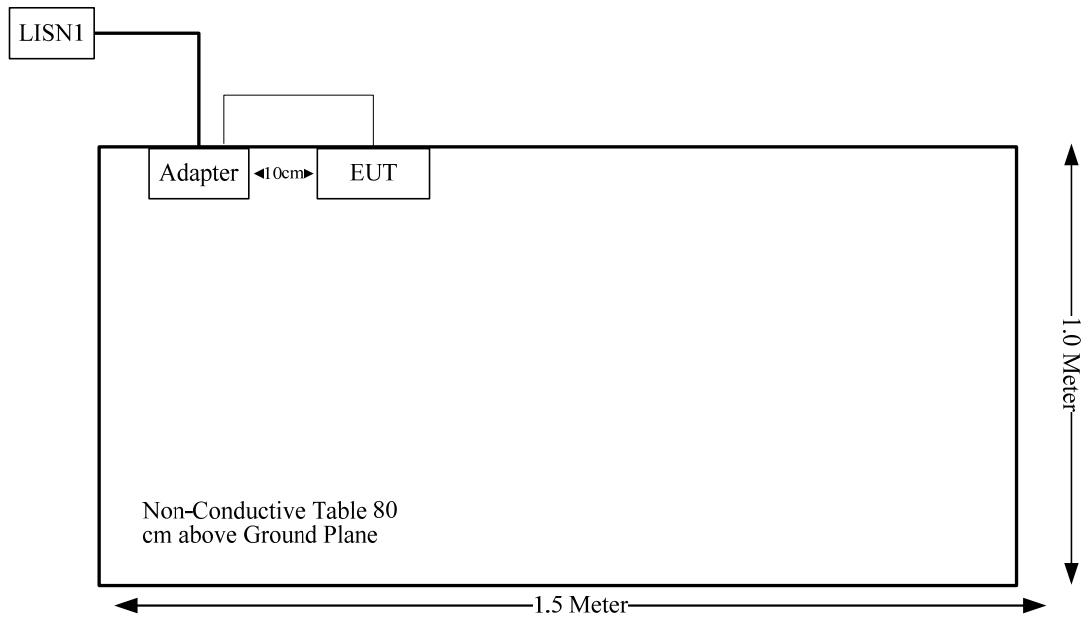 LISN1
Adapter
10cm
EUT
1.0 Meter
Non-Conductive Table 80
cm above Ground Plane
1.5 Meter